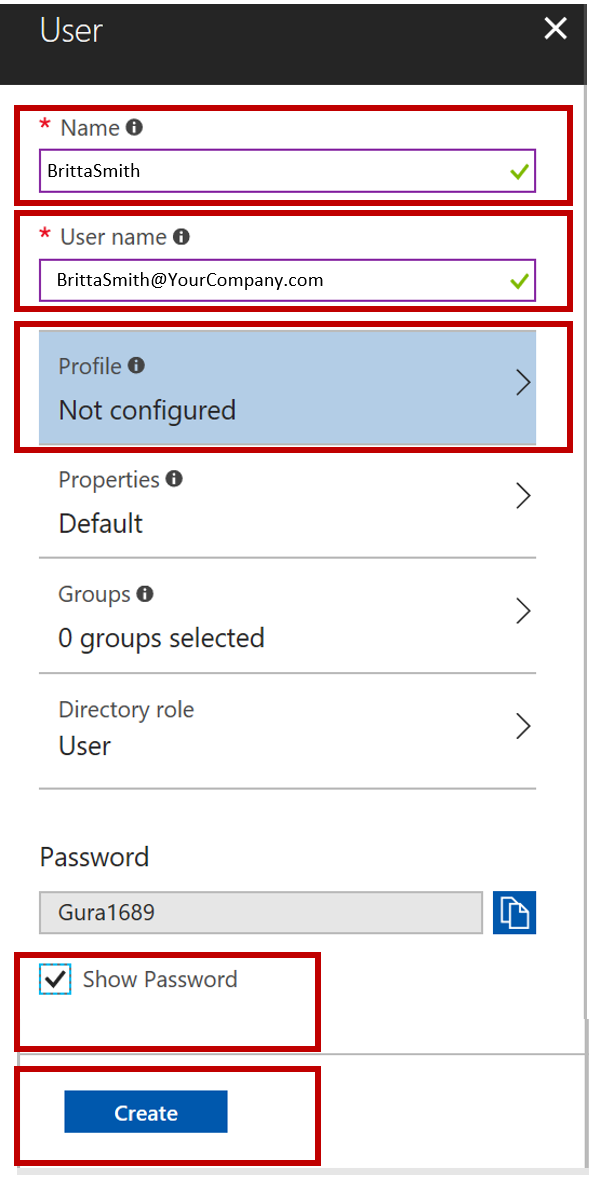 User
* Name
BrittaSmith
* User name
BrittaSmith@YourCompany.com
Profile
Not configured
Properties
Default
Groups
0 groups selected
Directory role
User
Password
Gura1689
Show Password
Create